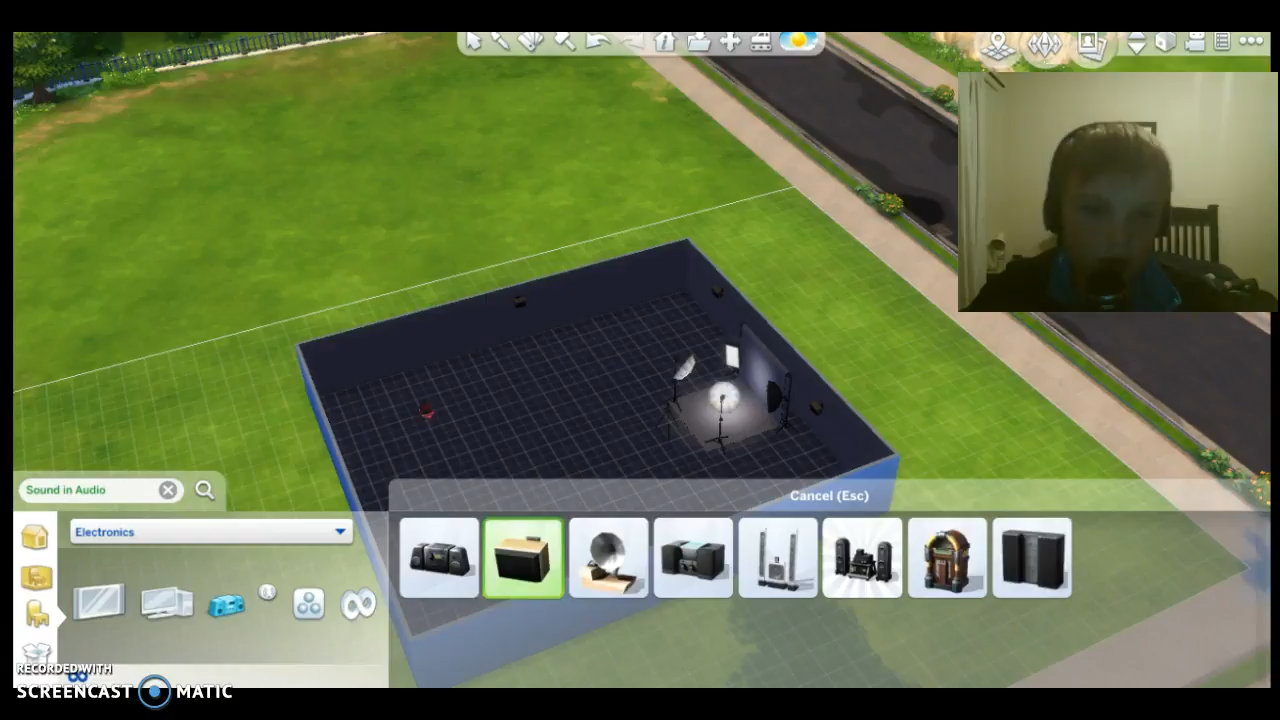 Cancel (Esc)
Sound in Audio
Electronics
RECORDED WITH
SCREENCAST MATIC